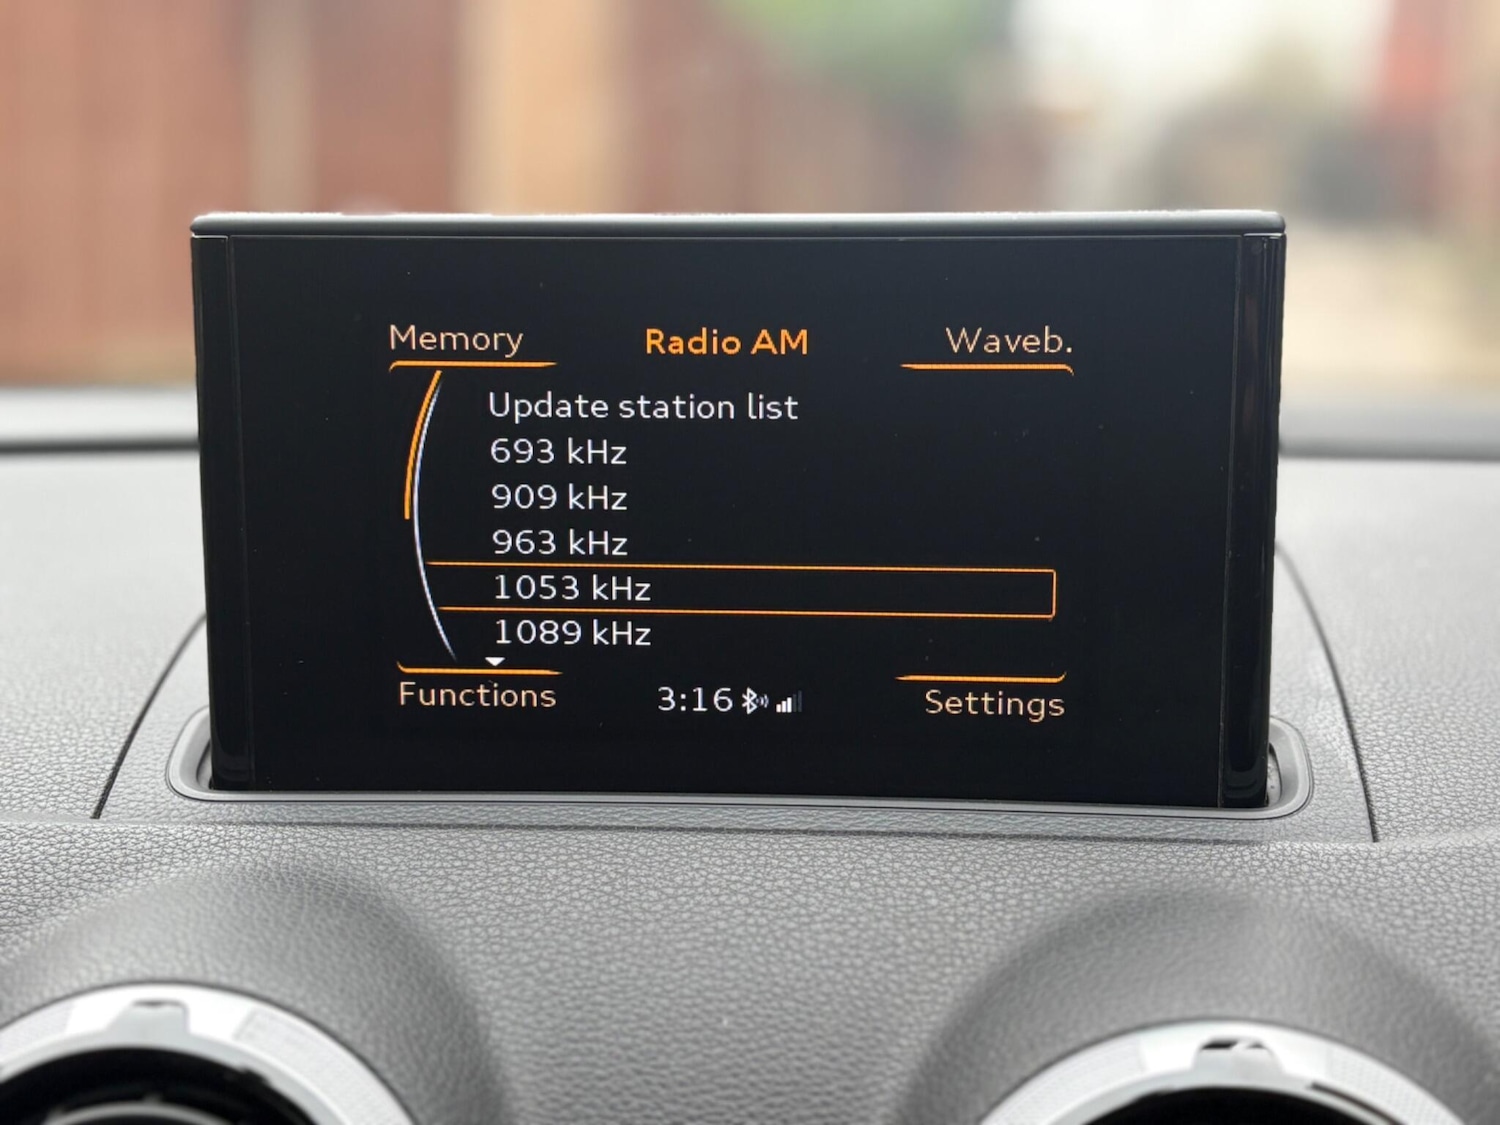 Memory Radio AM Waveb.
Update station list
693 kHz
909 kHz
963 kHz
1053 kHz
1089 kHz
Functions 3:16 Settings